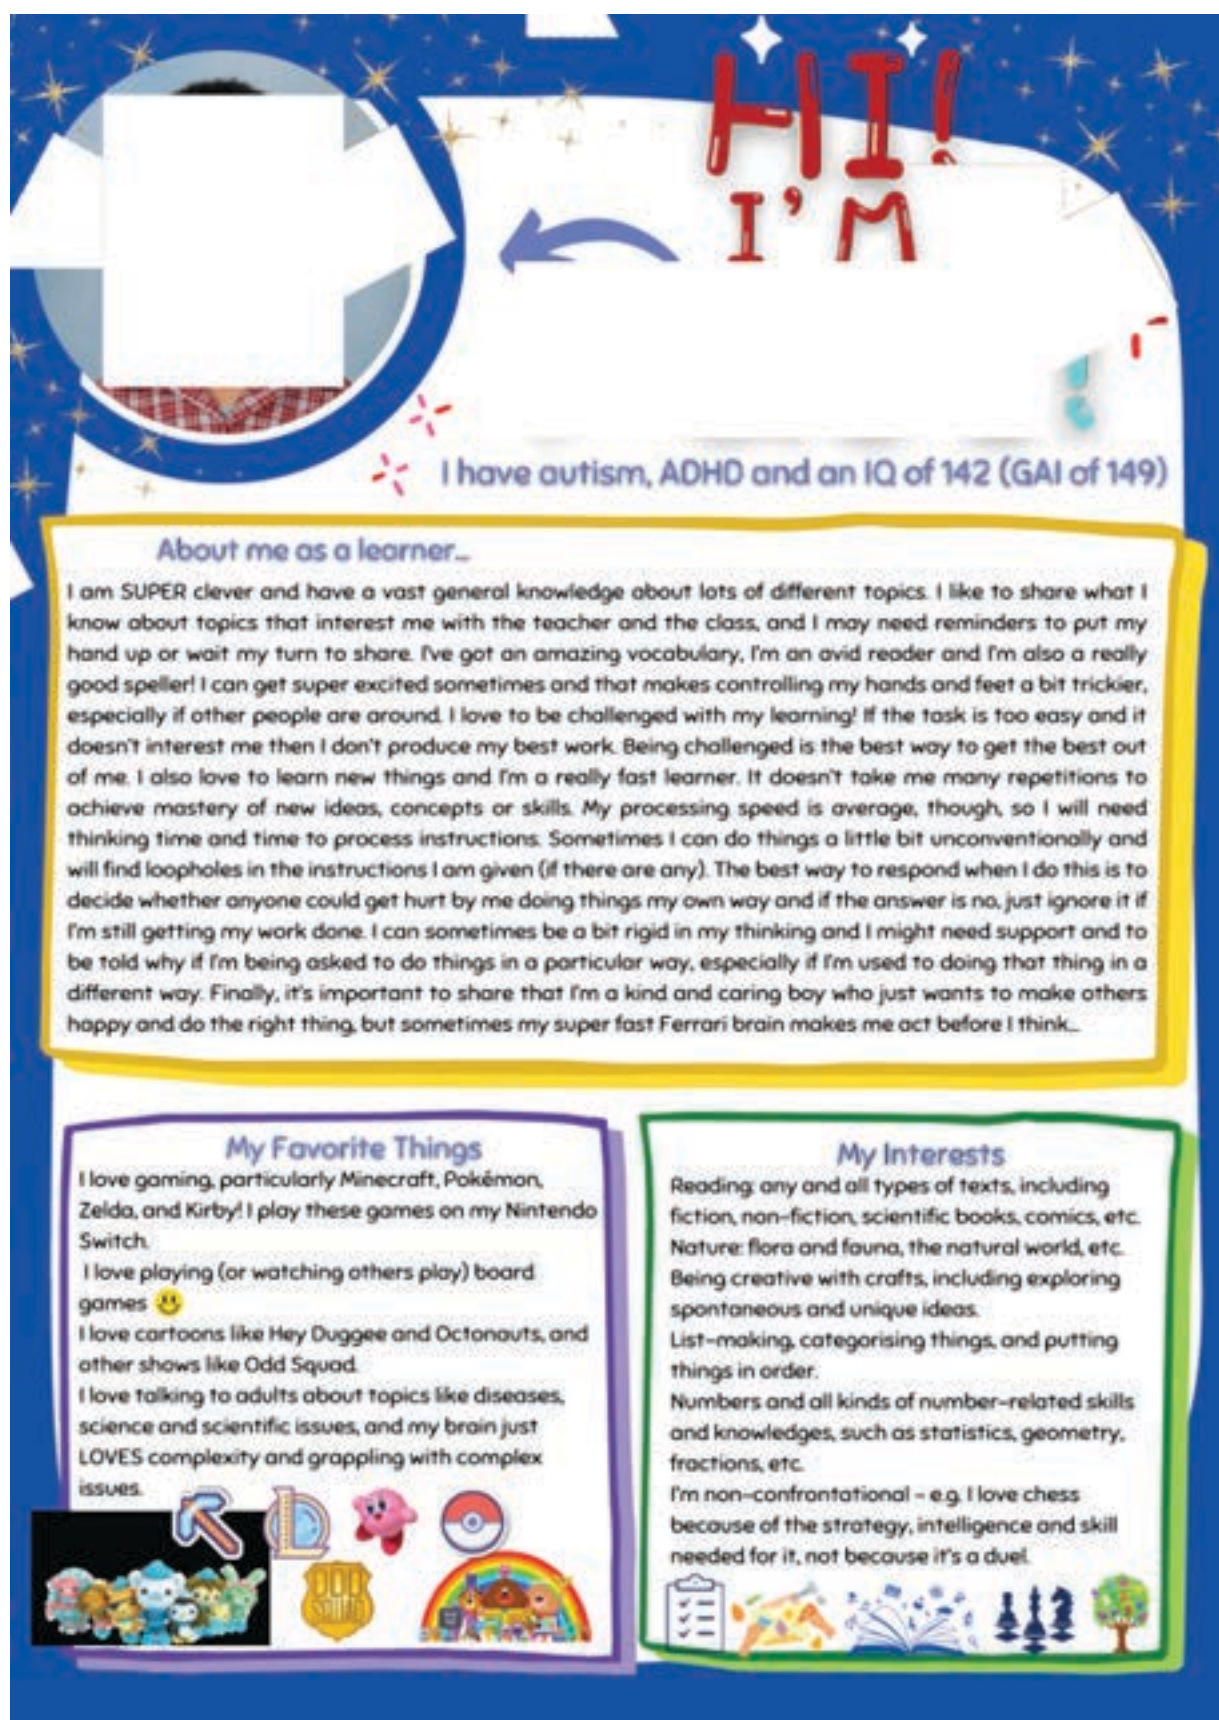 HI!
I'M
I have autism, ADHD and an IQ of 142 (GAI of 149)
About me as a learner...
I am SUPER clever and have a vast general knowledge about lots of different topics. I like to share what I
know about topics that interest me with the teacher and the class, and I may need reminders to put my
hand up or wait my turn to share. I've got an amazing vocabulary, I'm an avid reader and I'm also a really
good speller! I can get super excited sometimes and that makes controlling my hands and feet a bit trickier,
especially if other people are around. I love to be challenged with my learning! If the task is too easy and it
doesn't interest me then I don't produce my best work. Being challenged is the best way to get the best out
of me. I also love to learn new things and I'm a really fast learner. It doesn't take me many repetitions to
achieve mastery of new ideas, concepts or skills. My processing speed is average, though, so I will need
thinking time and time to process instructions. Sometimes I can do things a little bit unconventionally and
will find loopholes in the instructions I am given (if there are any). The best way to respond when I do this is to
decide whether anyone could get hurt by me doing things my own way and if the answer is no, just ignore it if
I'm still getting my work done. I can sometimes be a bit rigid in my thinking and I might need support and to
be told why if I'm being asked to do things in a particular way, especially if I'm used to doing that thing in a
different way. Finally, it's important to share that I'm a kind and caring boy who just wants to make others
happy and do the right thing, but sometimes my super fast Ferrari brain makes me act before I think...
My Favorite Things
I love gaming, particularly Minecraft, Pokémon,
Zelda, and Kirby! I play these games on my Nintendo
Switch.
I love playing (or watching others play) board
games
I love cartoons like Hey Duggee and Octonauts, and
other shows like Odd Squad.
I love talking to adults about topics like diseases,
science and scientific issues, and my brain just
LOVES complexity and grappling with complex
issues.
ODD
SQUAD
My Interests
Reading: any and all types of texts, including
fiction, non-fiction, scientific books, comics, etc.
Nature: flora and fauna, the natural world, etc.
Being creative with crafts, including exploring
spontaneous and unique ideas.
List-making, categorising things, and putting
things in order.
Numbers and all kinds of number-related skills
and knowledges, such as statistics, geometry,
fractions, etc.
I'm non-confrontational - e.g. I love chess
because of the strategy, intelligence and skill
needed for it, not because it's a duel.